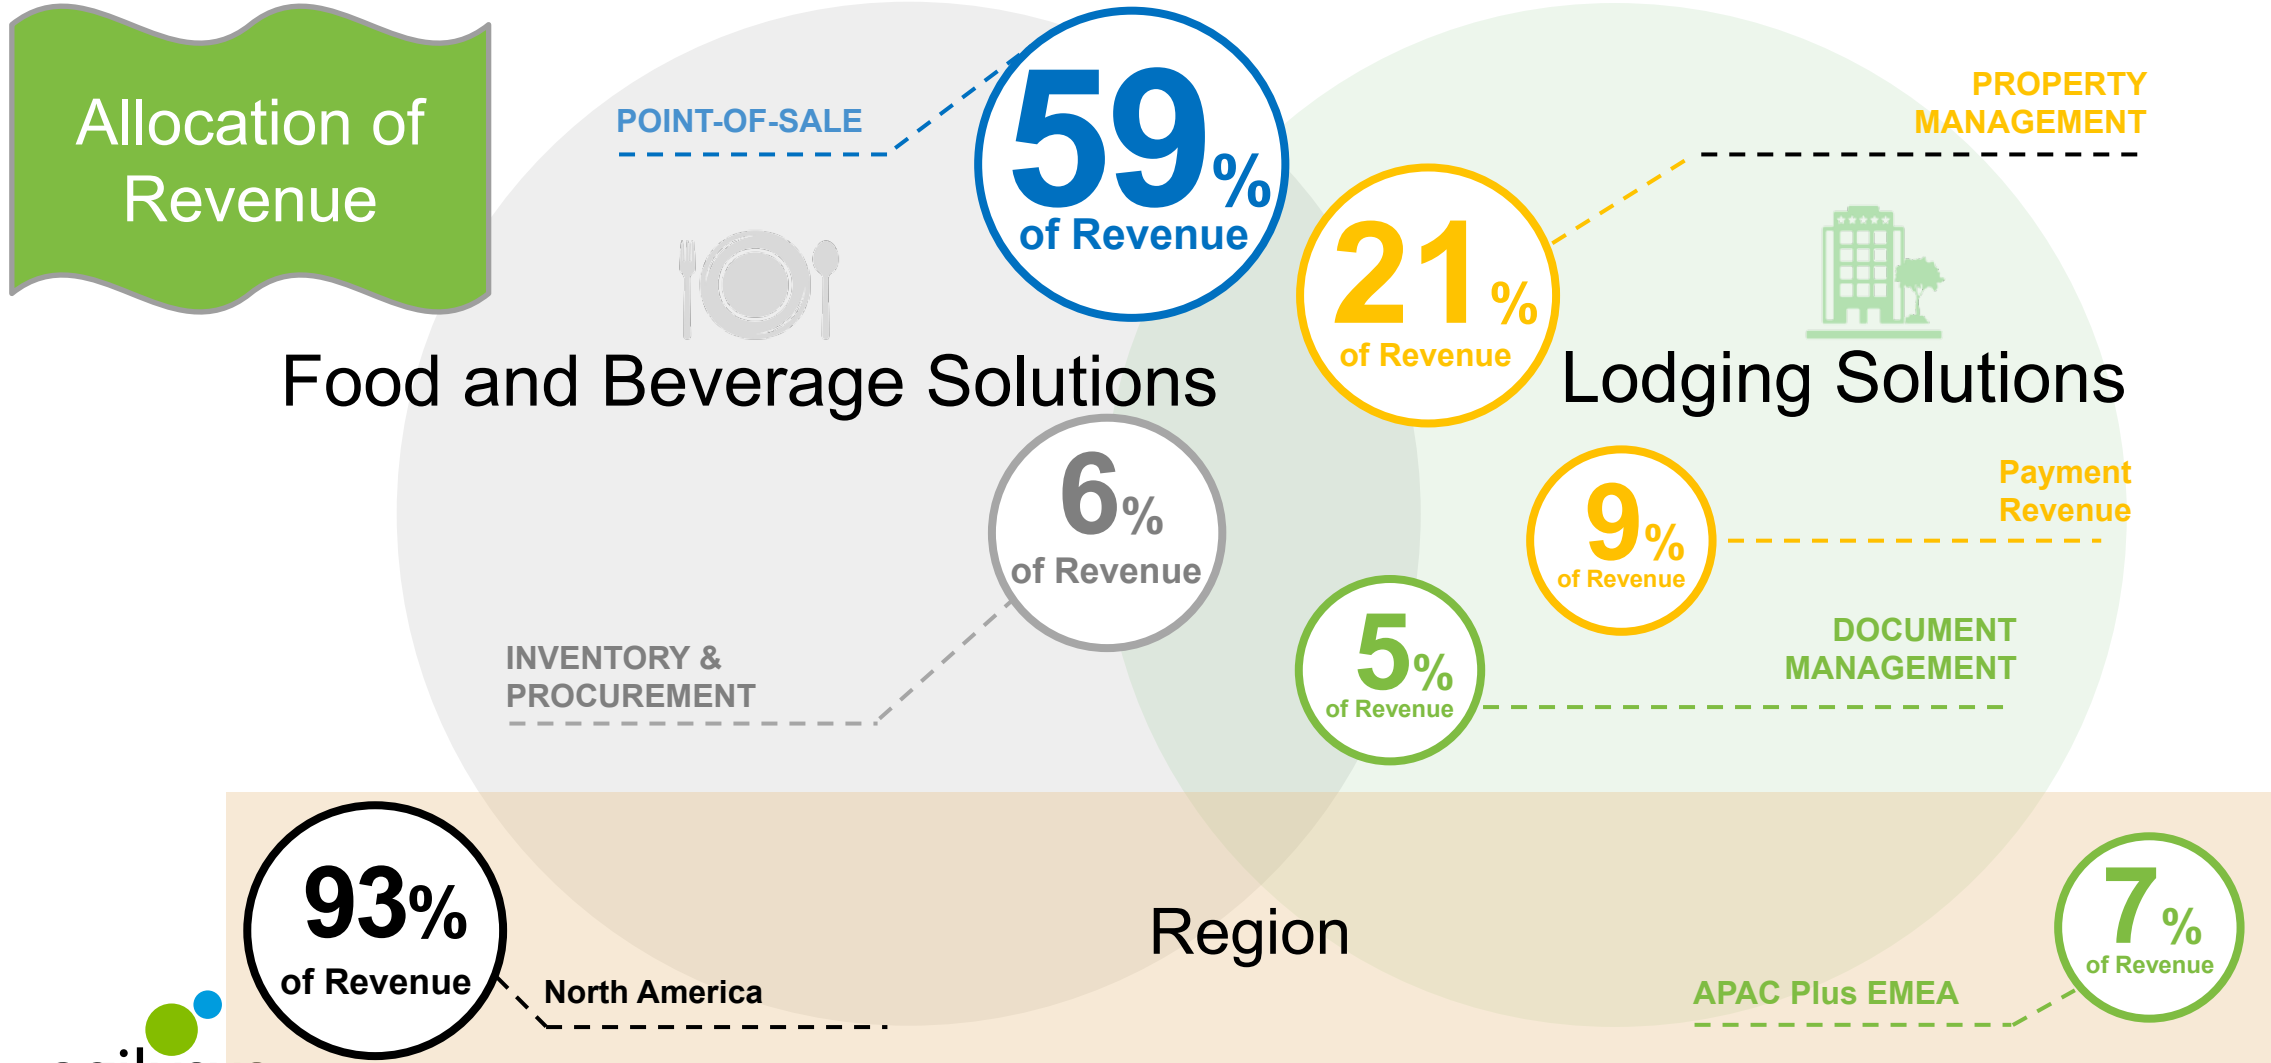 Allocation of
Revenue
POINT-OF-SALE
59%
of Revenue
PROPERTY
MANAGEMENT
21%
of Revenue
Food and Beverage Solutions
Lodging Solutions
6%
of Revenue
INVENTORY &
PROCUREMENT
9%
of Revenue
Payment
Revenue
5%
of Revenue
DOCUMENT
MANAGEMENT
93%
of Revenue
North America
Region
7%
of Revenue
APAC Plus EMEA